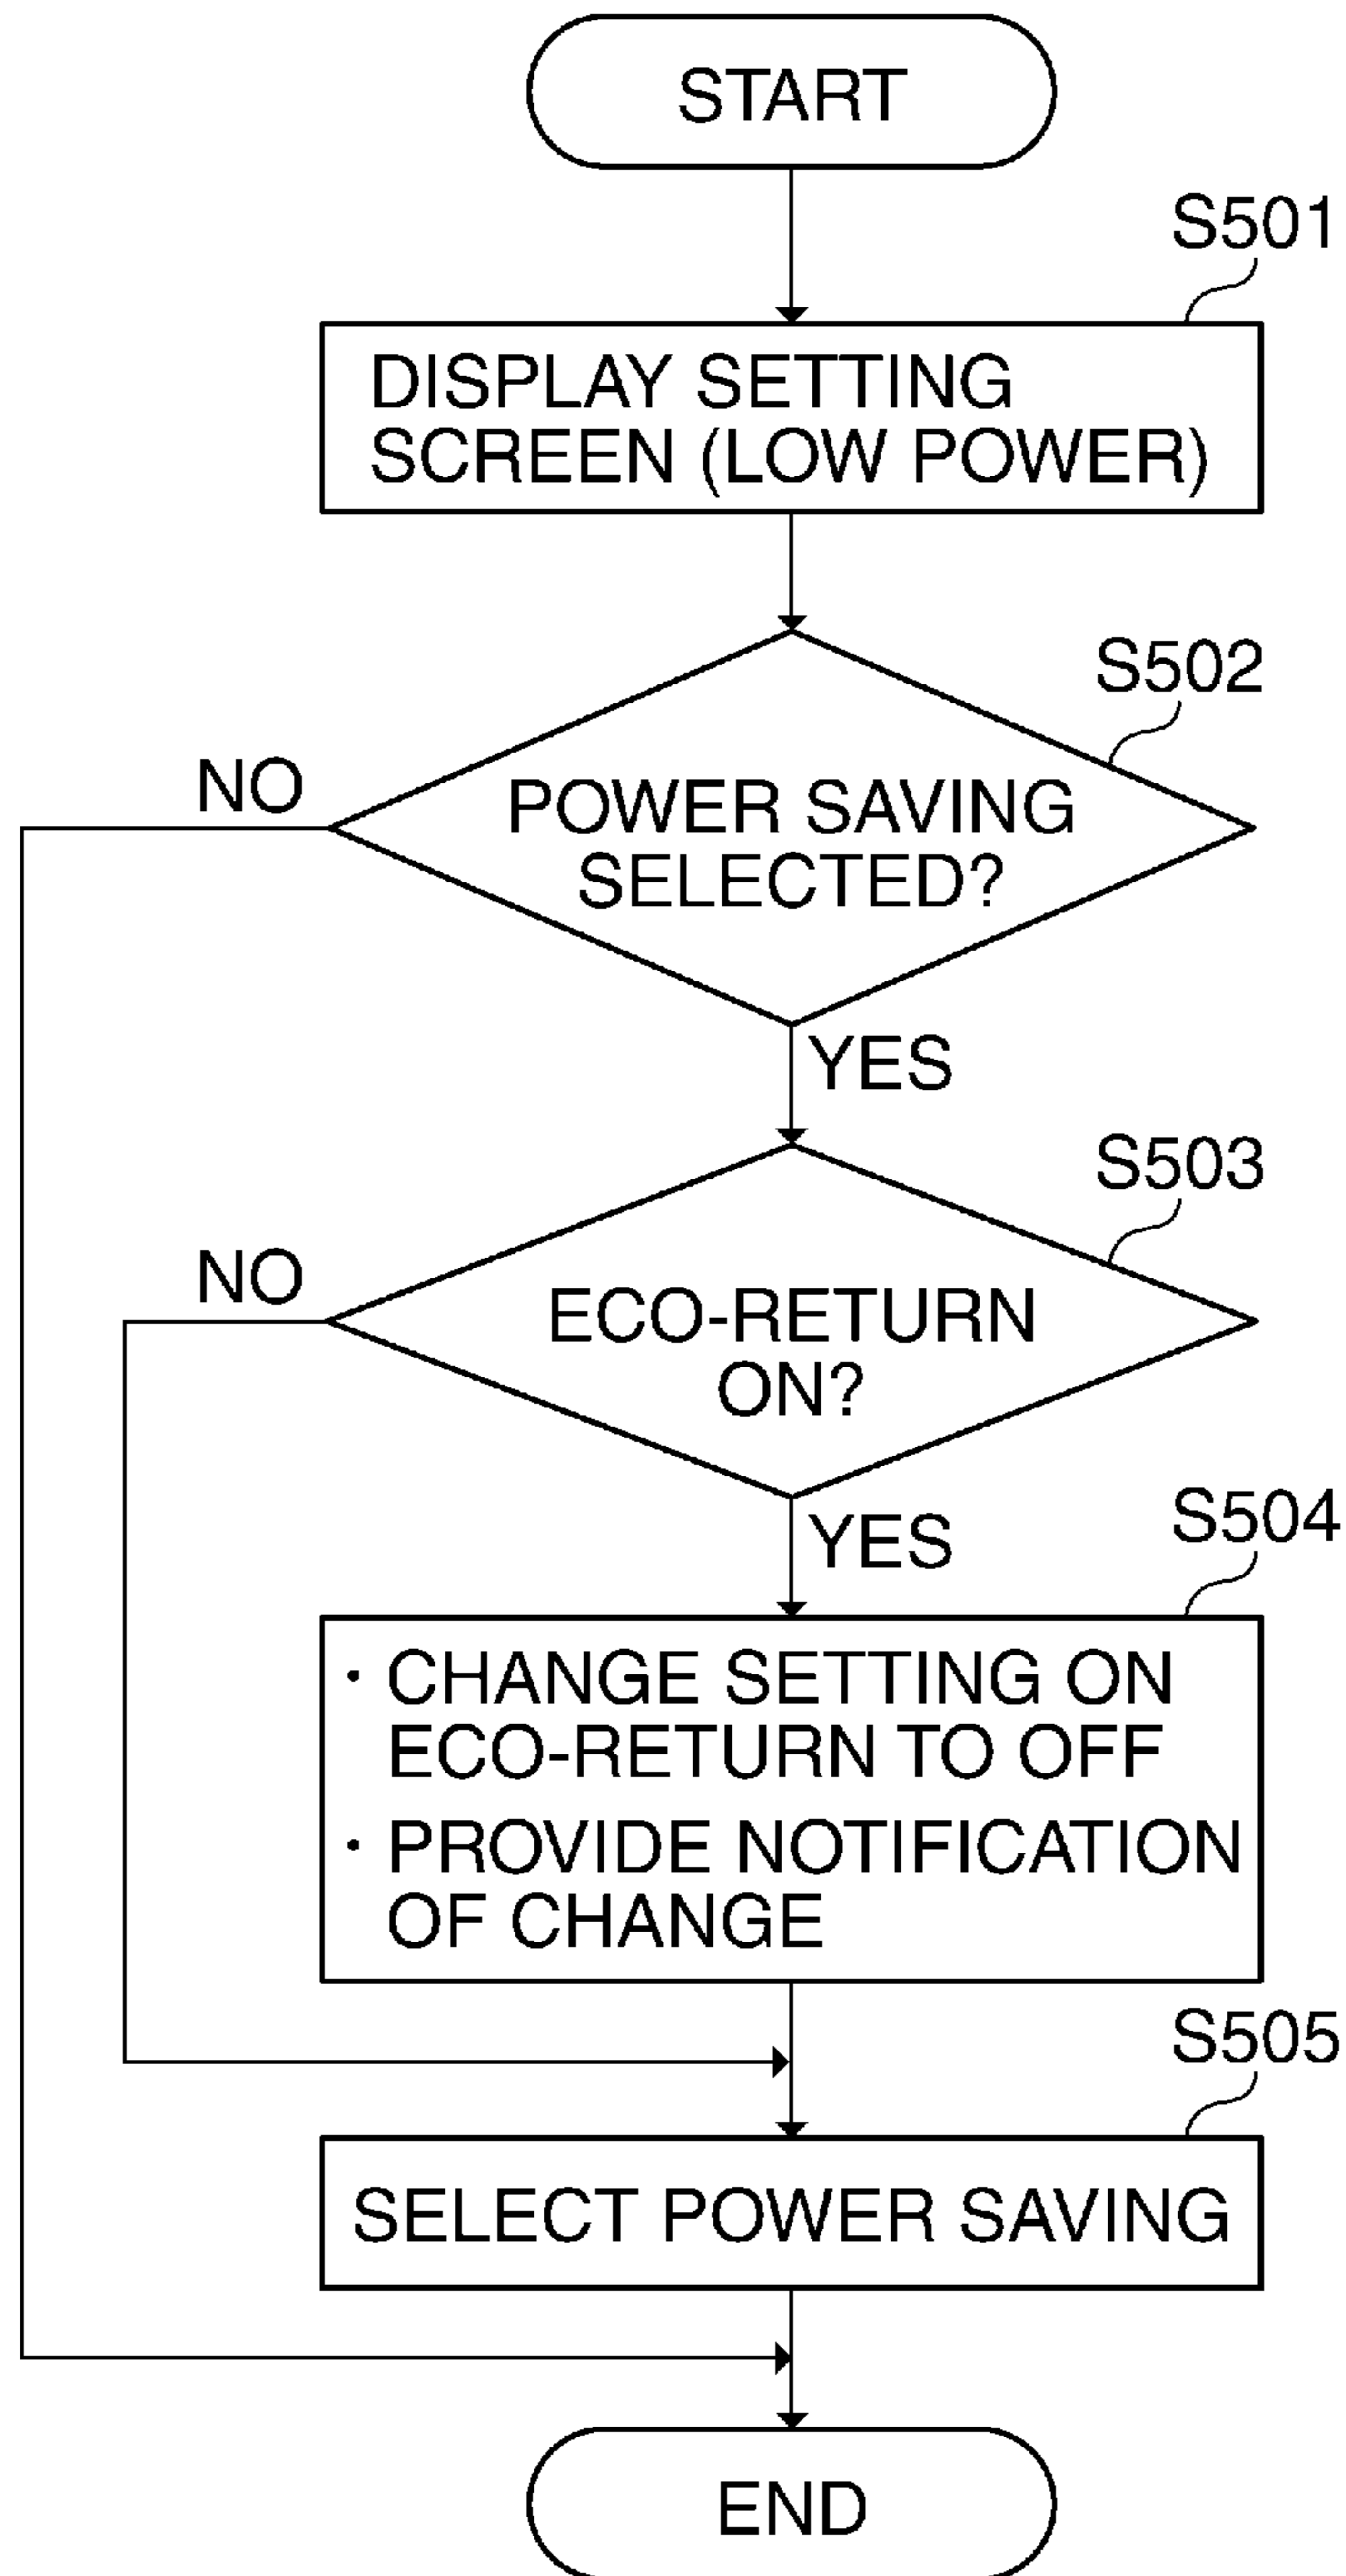 START
S501
DISPLAY SETTING
SCREEN (LOW POWER)
S502
NO
POWER SAVING
SELECTED?
YES
S503
NO
ECO-RETURN
ON?
YES
S504
· CHANGE SETTING ON
ECO-RETURN TO OFF
· PROVIDE NOTIFICATION
OF CHANGE
S505
SELECT POWER SAVING
END